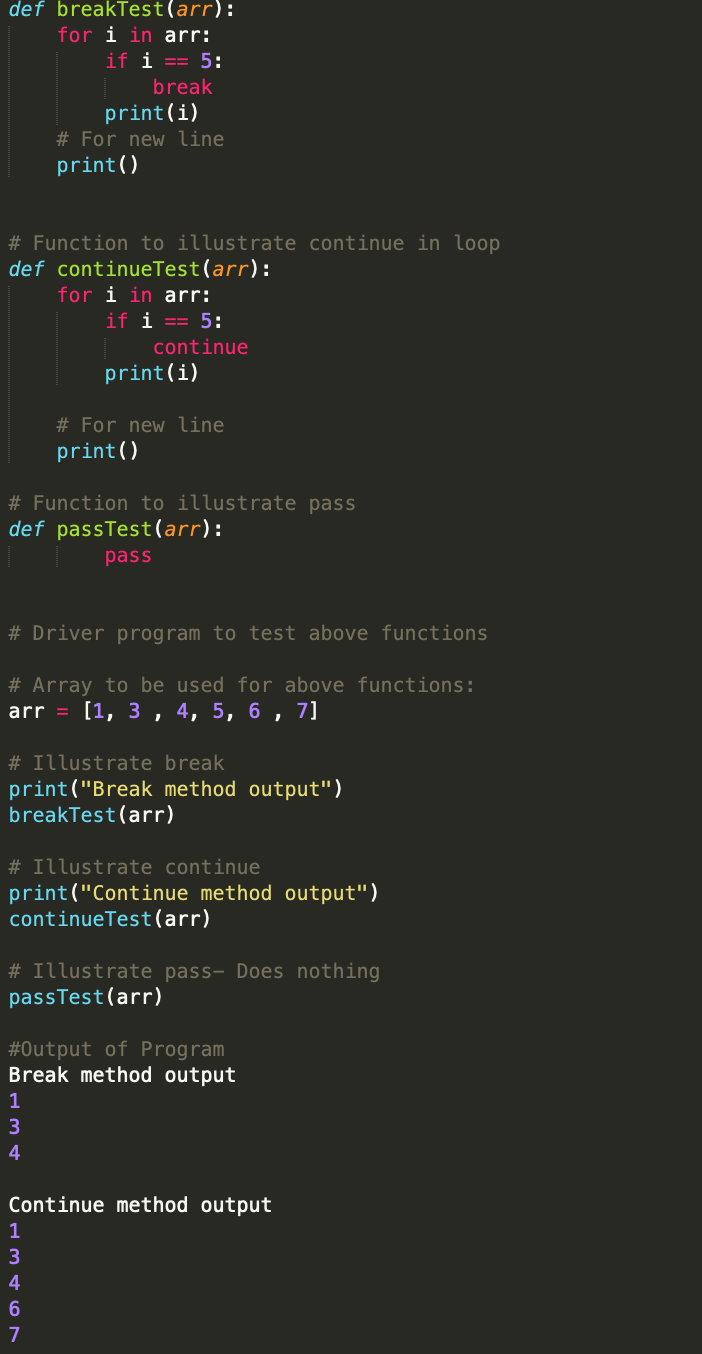 def breakTest(arr):
    for i in arr:
        if i == 5:
            break
        print(i)
    # For new line
    print()

# Function to illustrate continue in loop
def continueTest(arr):
    for i in arr:
        if i == 5:
            continue
        print(i)

    # For new line
    print()

# Function to illustrate pass
def passTest(arr):
        pass

# Driver program to test above functions

# Array to be used for above functions:
arr = [1, 3 , 4, 5, 6 , 7]

# Illustrate break
print("Break method output")
breakTest(arr)

# Illustrate continue
print("Continue method output")
continueTest(arr)

# Illustrate pass- Does nothing
passTest(arr)

#Output of Program
Break method output
1
3
4

Continue method output
1
3
4
6
7